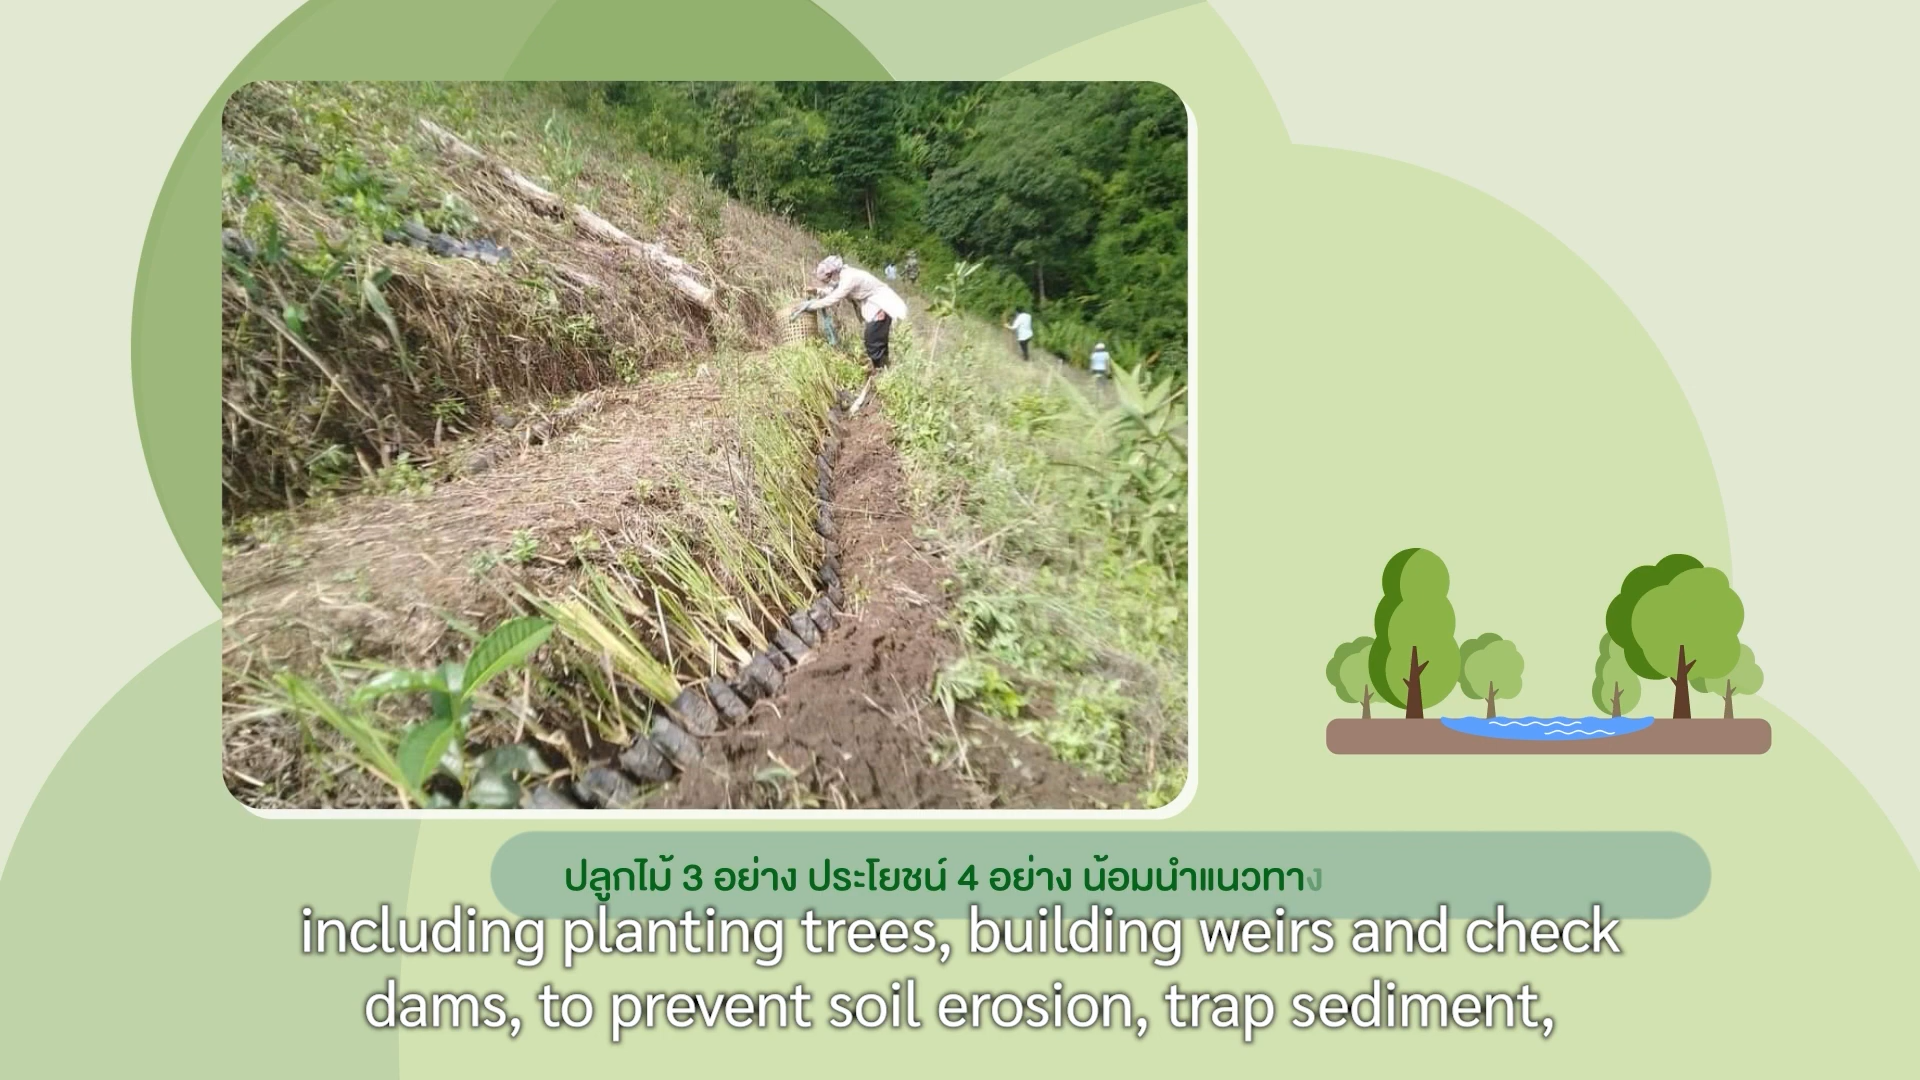 ปลูกไม้ 3 อย่าง ประโยชน์ 4 อย่าง น้อมนำแนวทาง
including planting trees, building weirs and check
dams, to prevent soil erosion, trap sediment,